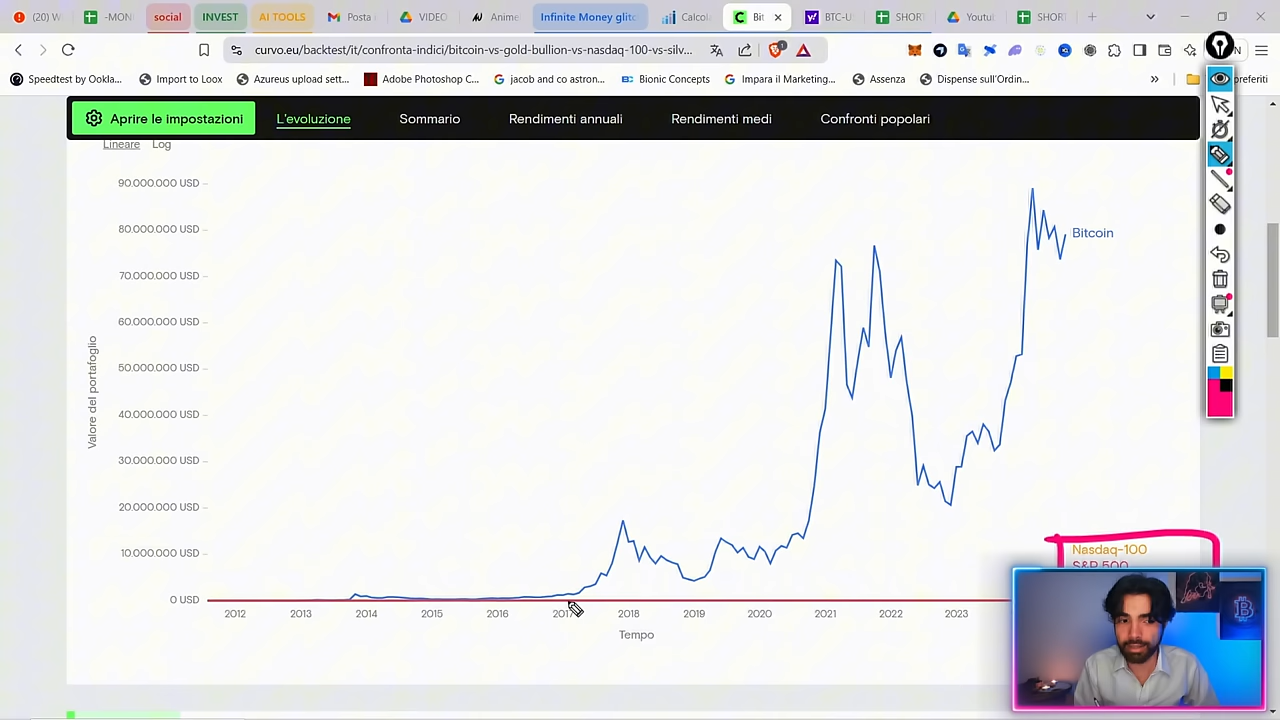 (20) W
-MON
social
INVEST
AI TOOLS
Posta
VIDEO
Anime
Infinite Money glitc
Calcol
Bit
BTC-U
SHOR
Youtu
SHOR
curvo.eu/backtest/it/confronta-indici/bitcoin-vs-gold-bullion-vs-nasdaq-100-vs-silv...
Speedtest by Ookla...
Import to Loox
Azureus upload sett...
Adobe Photoshop C...
jacob and co astron...
Bionic Concepts
Impara il Marketing...
Assenza
Dispense sull'Ordin...
»
preferiti
Aprire le impostazioni
L'evoluzione
Sommario
Rendimenti annuali
Rendimenti medi
Confronti popolari
Lineare Log
90.000.000 USD
80.000.000 USD
Bitcoin
70.000.000 USD
60.000.000 USD
50.000.000 USD
40.000.000 USD
30.000.000 USD
20.000.000 USD
10.000.000 USD
0 USD
Valore del portafoglio
Nasdaq-100
S&P 500
2012 2013 2014 2015 2016 2017 2018 2019 2020 2021 2022 2023
Tempo